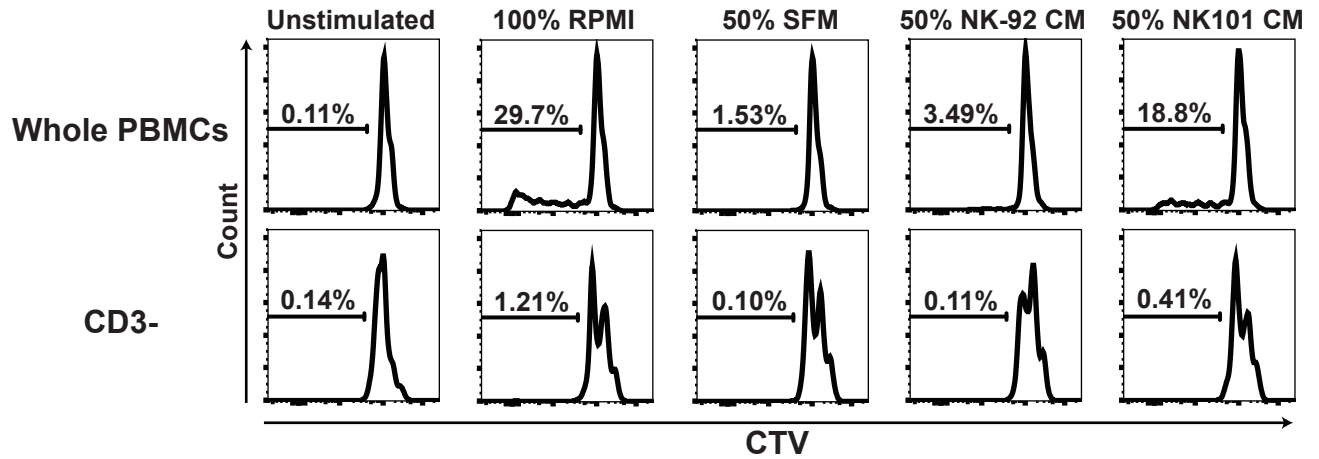 Unstimulated 100% RPMI 50% SFM 50% NK-92 CM 50% NK101 CM
Whole PBMCs 0.11% 29.7% 1.53% 3.49% 18.8%
Count
CD3- 0.14% 1.21% 0.10% 0.11% 0.41%
CTV